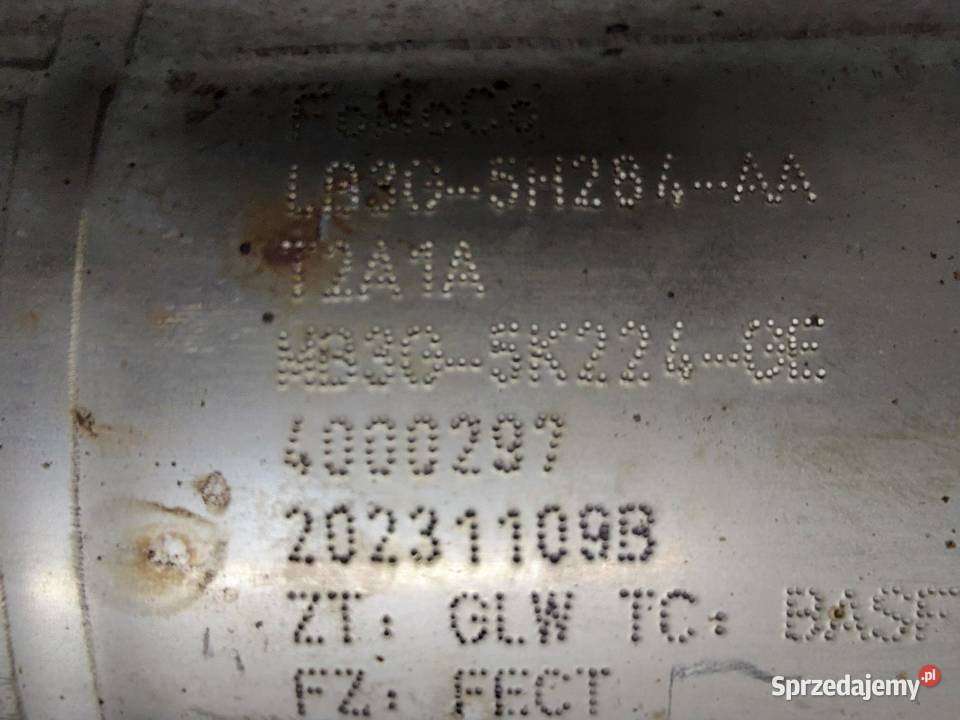 FoMoCo
LB3G-5H284-AA
T2A1A
MB3G-5K224-GE
4000297
20231109B
ZT: GLW TC: BASF
FZ: FECT
Sprzedajemy.pl